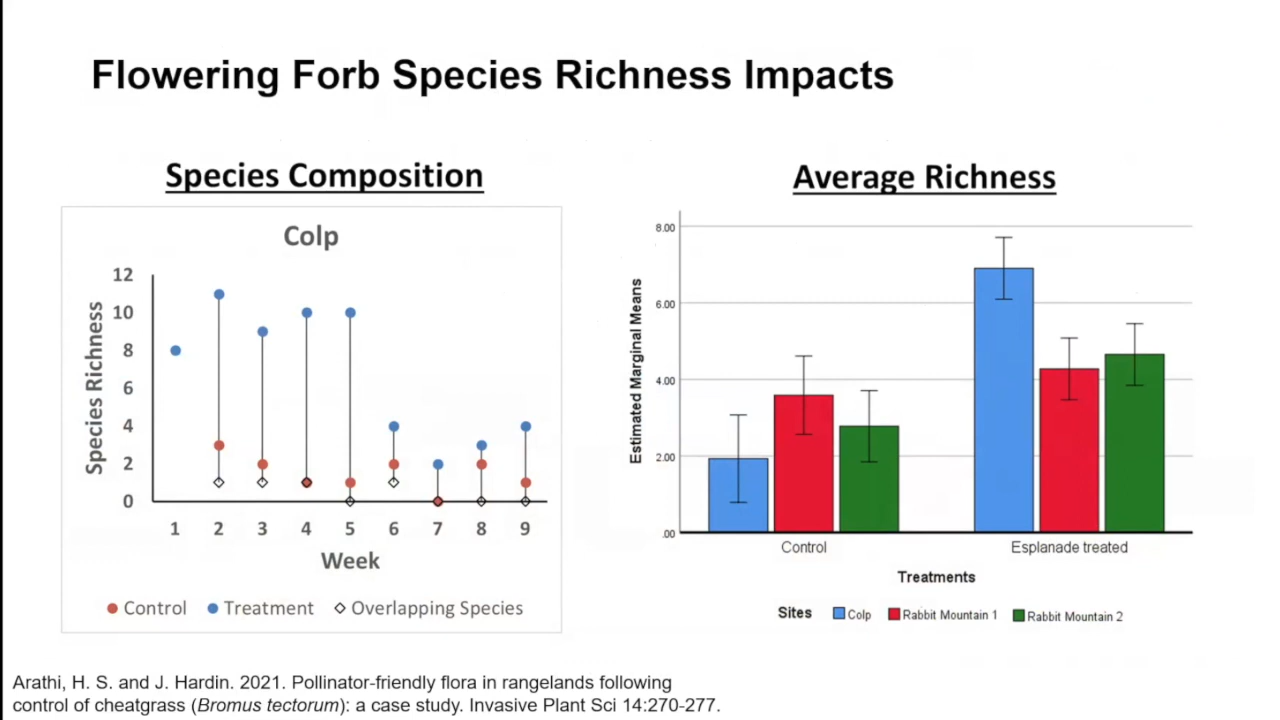 Flowering Forb Species Richness Impacts
Species Composition
Colp
Species Richness
12
10
8
6
4
2
0
1 2 3 4 5 6 7 8 9
Week
Control Treatment Overlapping Species
Average Richness
Estimated Marginal Means
8.00
6.00
4.00
2.00
.00
Control Esplanade treated
Treatments
Sites Colp Rabbit Mountain 1 Rabbit Mountain 2
Arathi, H. S. and J. Hardin. 2021. Pollinator-friendly flora in rangelands following
control of cheatgrass (Bromus tectorum): a case study. Invasive Plant Sci 14:270-277.